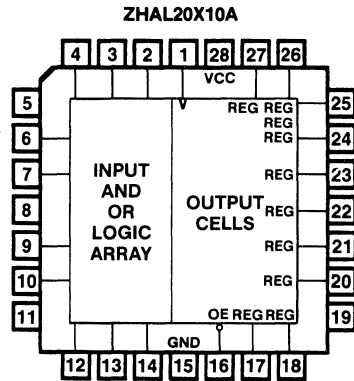 ZHAL20X10A
4 3 2 1 28 27 26
VCC
5 REG REG 25
REG
6 REG 24
7 INPUT REG 23
AND OUTPUT
8 OR CELLS REG 22
LOGIC
9 ARRAY REG 21
10 REG 20
11 OE REG REG 19
GND
12 13 14 15 16 17 18